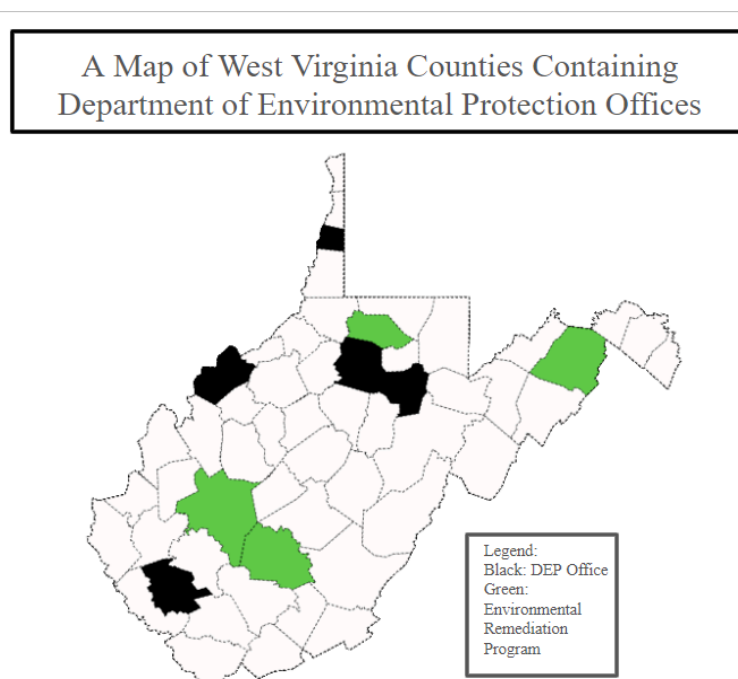 A Map of West Virginia Counties Containing
Department of Environmental Protection Offices
Legend:
Black: DEP Office
Green:
Environmental
Remediation
Program